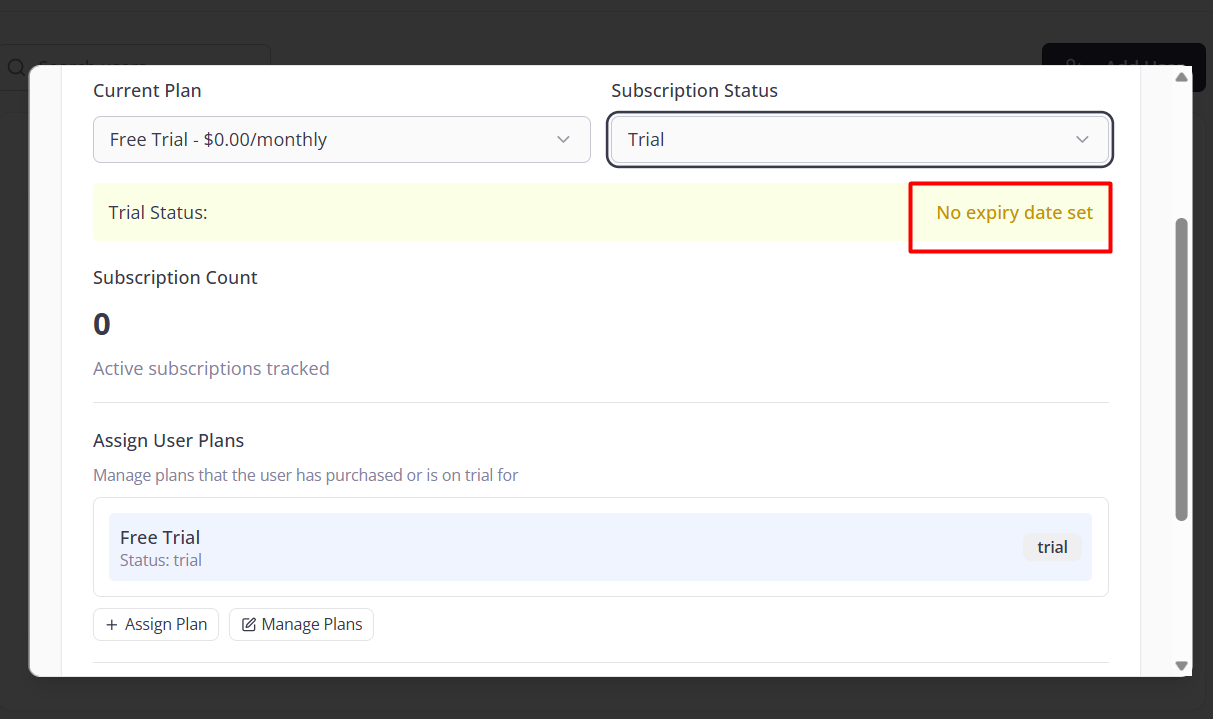 Current Plan
Subscription Status
Free Trial - $0.00/monthly
Trial
Trial Status:
No expiry date set
Subscription Count
0
Active subscriptions tracked
Assign User Plans
Manage plans that the user has purchased or is on trial for
Free Trial
Status: trial
trial
+ Assign Plan
Manage Plans